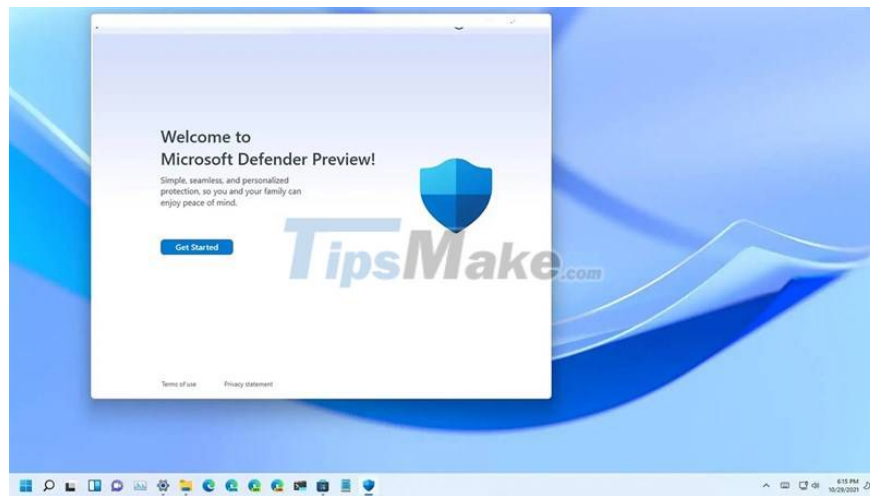 Welcome to
Microsoft Defender Preview!
Simple, seamless, and personalized
protection, so you and your family can
enjoy peace of mind.
Get Started
TipsMake.com
Terms of use Privacy statement
6:15 PM
10/29/2021